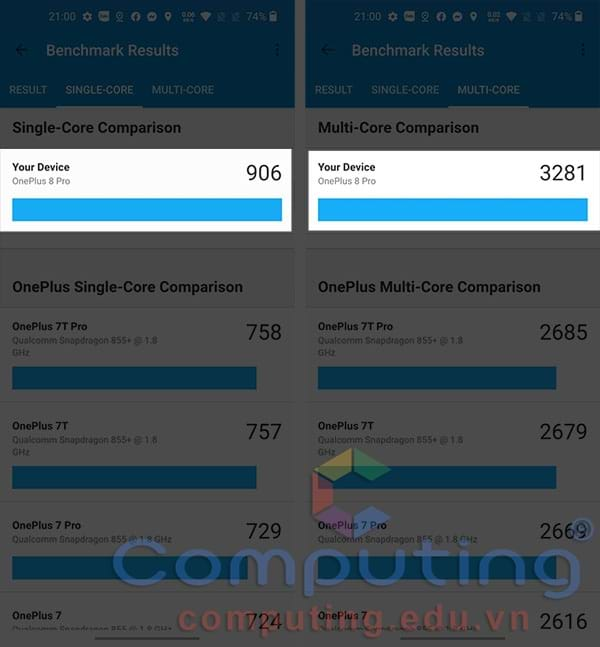 21:00
0.06
KB/S
74%
Benchmark Results
RESULT SINGLE-CORE MULTI-CORE
Single-Core Comparison
Your Device
OnePlus 8 Pro
906
OnePlus Single-Core Comparison
OnePlus 7T Pro
Qualcomm Snapdragon 855+ @ 1.8
GHz
758
OnePlus 7T
Qualcomm Snapdragon 855+ @ 1.8
GHz
757
OnePlus 7 Pro
Qualcomm Snapdragon 855 @ 1.8 GHz
729
OnePlus 7
724
21:00
74%
Benchmark Results
RESULT SINGLE-CORE MULTI-CORE
Multi-Core Comparison
Your Device
OnePlus 8 Pro
3281
OnePlus Multi-Core Comparison
OnePlus 7T Pro
Qualcomm Snapdragon 855+ @ 1.8
GHz
2685
OnePlus 7T
Qualcomm Snapdragon 855+ @ 1.8
GHz
2679
OnePlus 7 Pro
Qualcomm Snapdragon 855 @ 1.8 GHz
2669
OnePlus 7
2616
Computing ®
computing.edu.vn